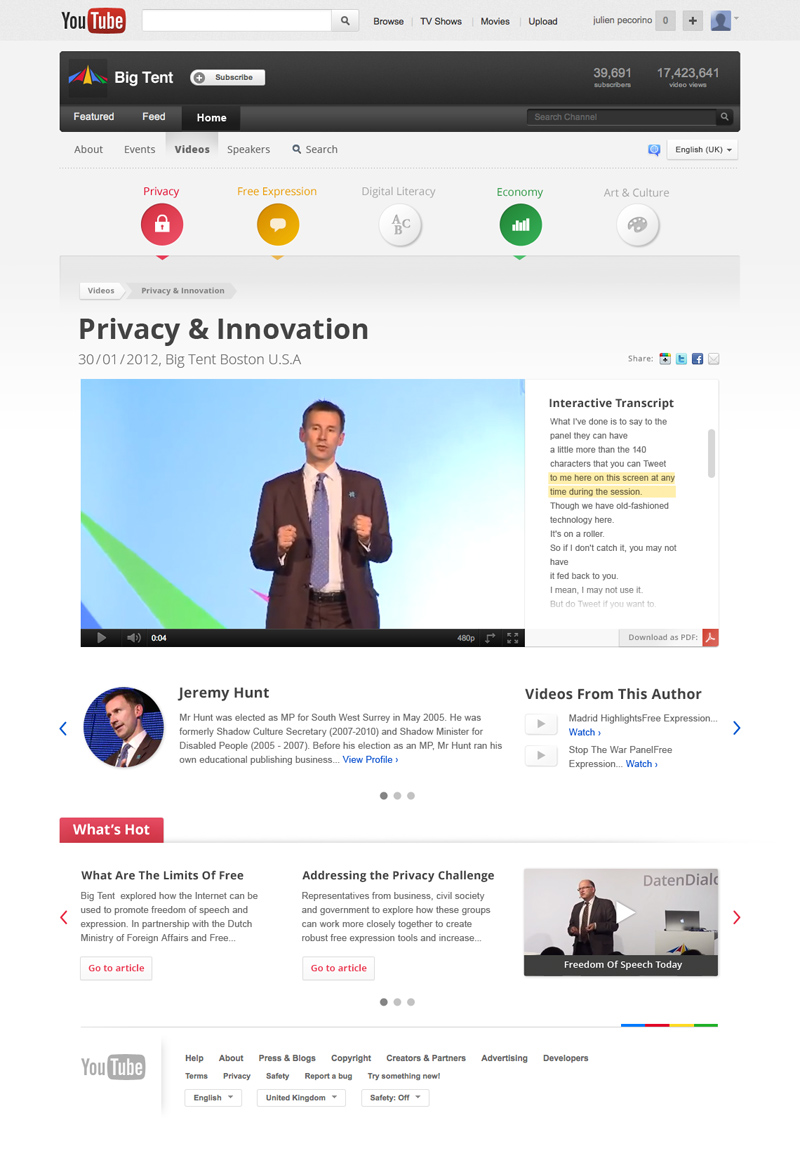 YouTube
Browse
TV Shows
Movies
Upload
julien pecorino
0
Big Tent
Subscribe
39,691
subscribers
17,423,641
video views
Featured
Feed
Home
Search Channel
About
Events
Videos
Speakers
Search
English (UK)
Privacy
Free Expression
Digital Literacy
Economy
Art & Culture
A
B
C
Videos
Privacy & Innovation
Privacy & Innovation
30/01/2012, Big Tent Boston U.S.A
Share:
Interactive Transcript
What I've done is to say to the
panel they can have
a little more than the 140
characters that you can Tweet
to me here on this screen at any
time during the session.
Though we have old-fashioned
technology here.
It's on a roller.
So if I don't catch it, you may not
have
it fed back to you.
I mean, I may not use it.
But do Tweet if you want to.
0:04
480p
Download as PDF:
Jeremy Hunt
Mr Hunt was elected as MP for South West Surrey in May 2005. He was
formerly Shadow Culture Secretary (2007-2010) and Shadow Minister for
Disabled People (2005 - 2007). Before his election as an MP, Mr Hunt ran his
own educational publishing business... View Profile ›
Videos From This Author
Madrid HighlightsFree Expression...
Watch ›
Stop The War PanelFree
Expression... Watch ›
What's Hot
What Are The Limits Of Free
Big Tent explored how the Internet can be
used to promote freedom of speech and
expression. In partnership with the Dutch
Ministry of Foreign Affairs and Free...
Go to article
Addressing the Privacy Challenge
Representatives from business, civil society
and government to explore how these groups
can work more closely together to create
robust free expression tools and increase...
Go to article
DatenDialo
Freedom Of Speech Today
YouTube
Help
About
Press & Blogs
Copyright
Creators & Partners
Advertising
Developers
Terms
Privacy
Safety
Report a bug
Try something new!
English
United Kingdom
Safety: Off